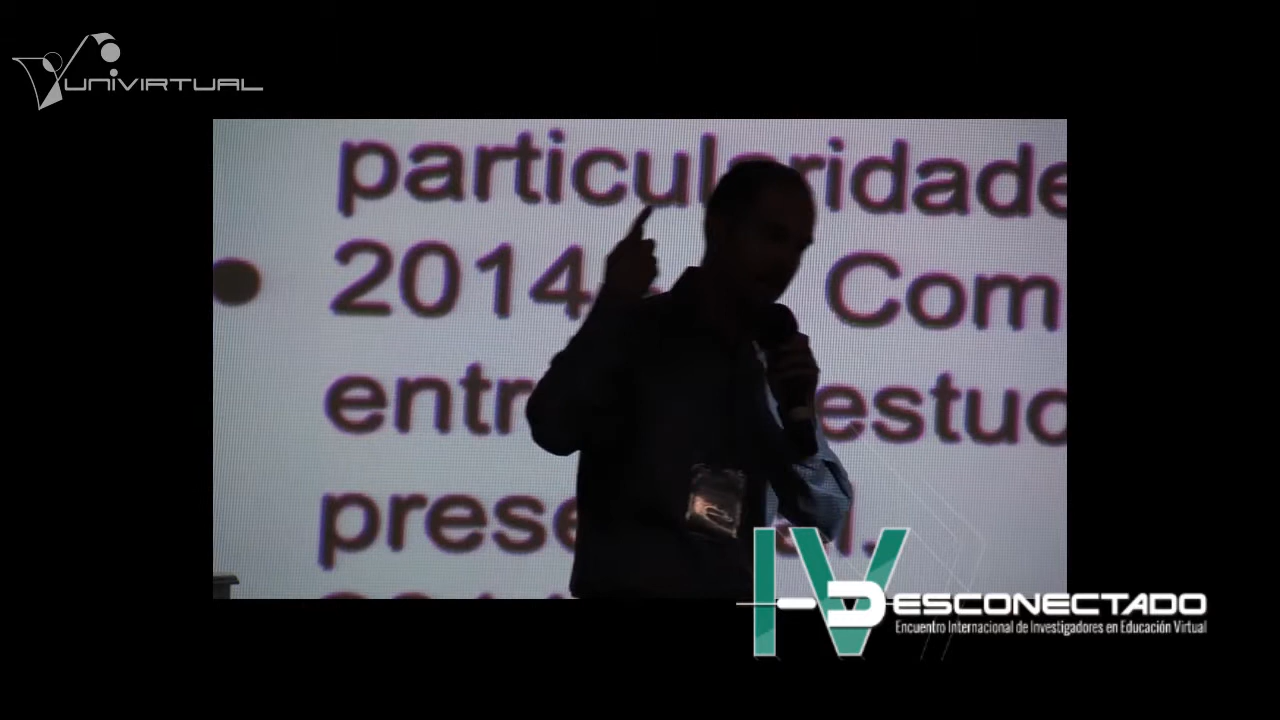 UNIVIRTUAL
particularidade
2014 Com
entr estud
prese l.
IV DESCONECTADO
Encuentro Internacional de Investigadores en Educación Virtual